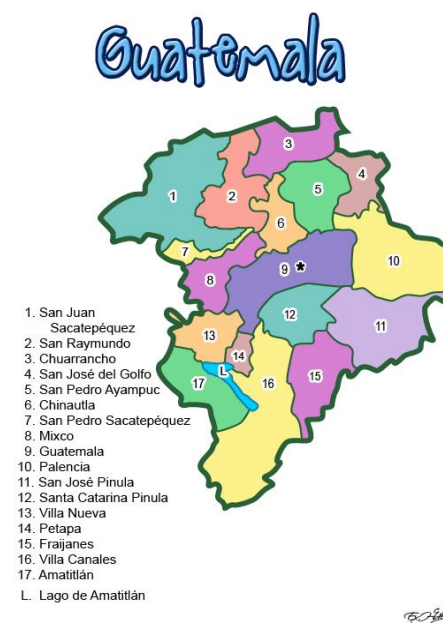 Guatemala
3
4
1
2
5
6
7
10
8
9 *
12
11
13
14
L
17
16
15
1. San Juan
Sacatepéquez
2. San Raymundo
3. Chuarrancho
4. San José del Golfo
5. San Pedro Ayampuc
6. Chinautla
7. San Pedro Sacatepéquez
8. Mixco
9. Guatemala
10. Palencia
11. San José Pinula
12. Santa Catarina Pinula
13. Villa Nueva
14. Petapa
15. Fraijanes
16. Villa Canales
17. Amatitlán
L. Lago de Amatitlán